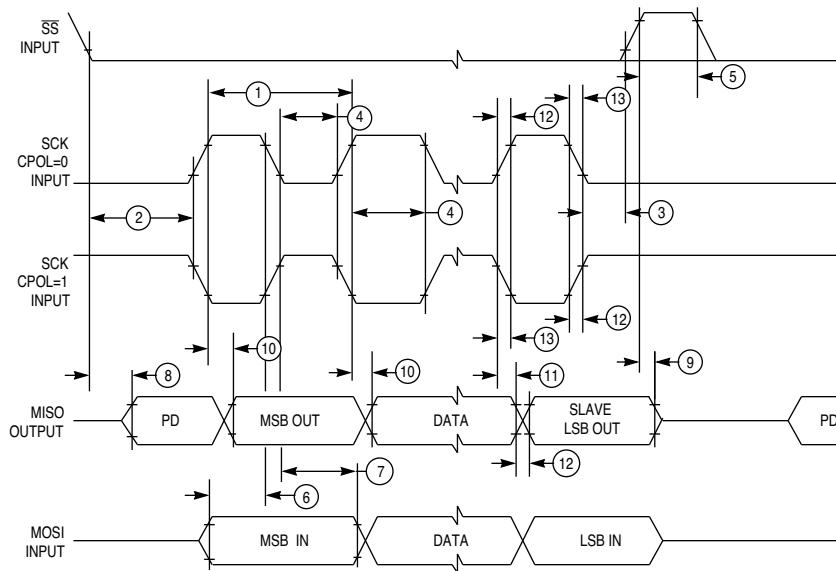 SS
INPUT
5
1
12
13
4
SCK
CPOL=0
INPUT
2
4
3
SCK
CPOL=1
INPUT
12
13
10
10
8
11
9
MISO
OUTPUT
PD
MSB OUT
DATA
SLAVE
LSB OUT
PD
7
12
6
MOSI
INPUT
MSB IN
DATA
LSB IN